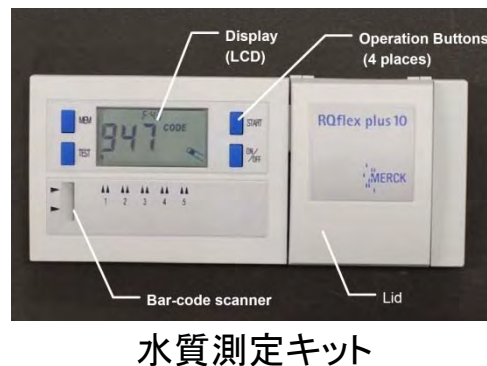 Display
(LCD)
Operation Buttons
(4 places)
MEM
TEST
947
CODE
START
ON/
/OFF
RQflex plus 10
MERCK
1 2 3 4 5
Bar-code scanner
Lid
水質測定キット